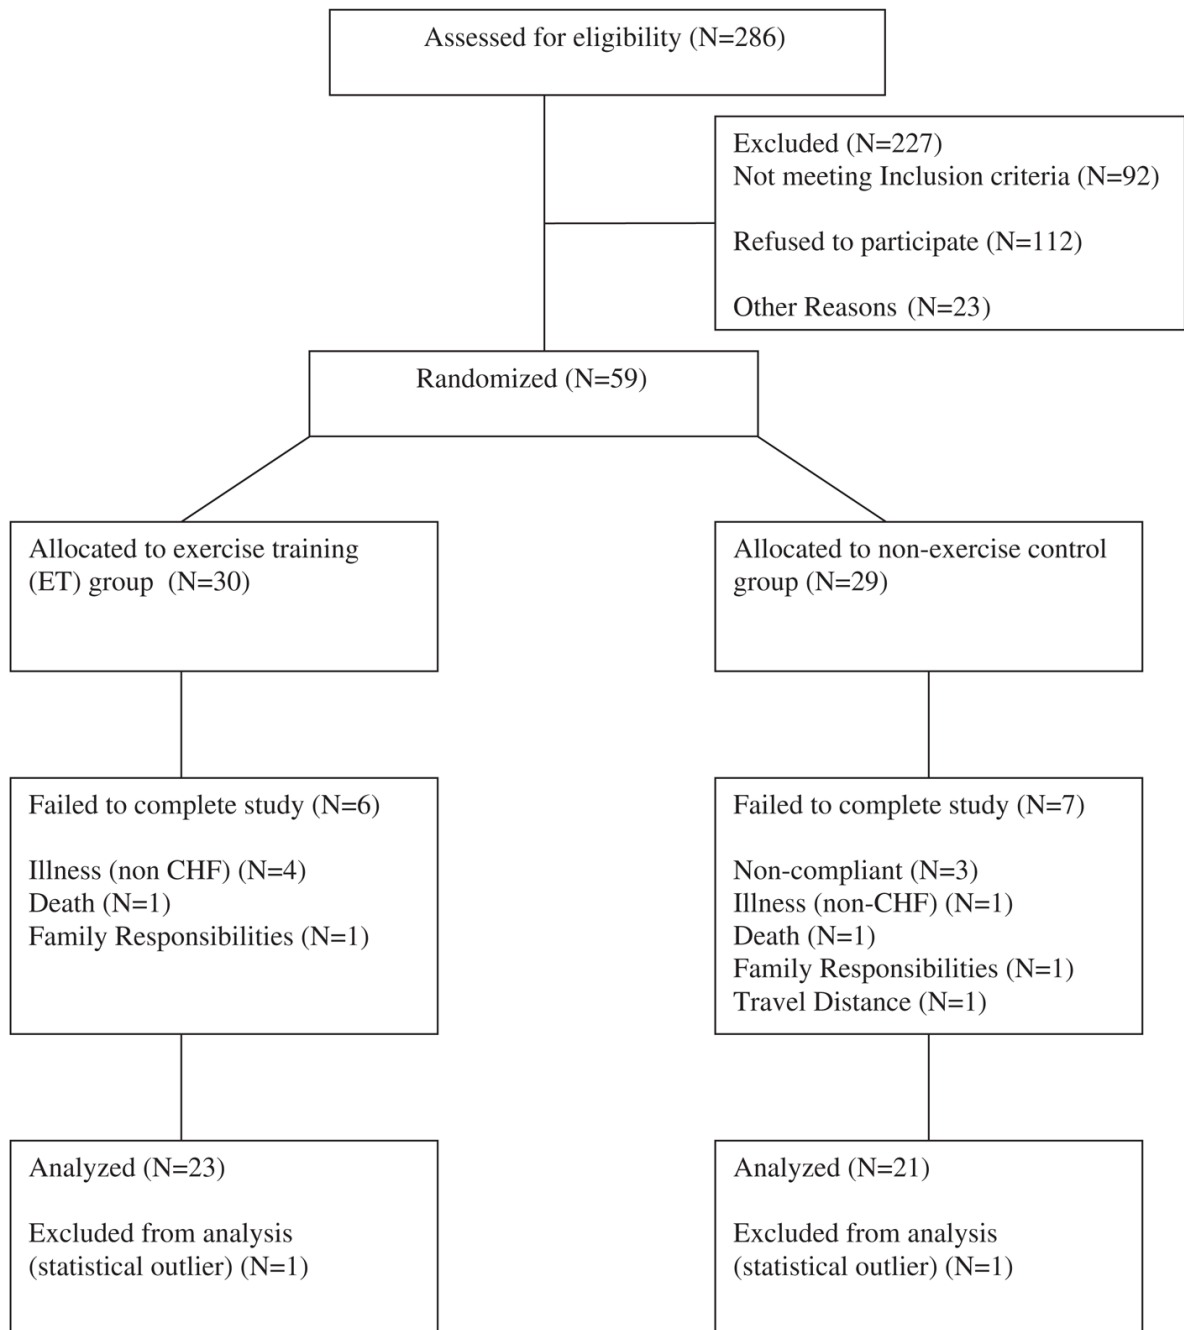 Assessed for eligibility (N=286)
Excluded (N=227)
Not meeting Inclusion criteria (N=92)
Refused to participate (N=112)
Other Reasons (N=23)
Randomized (N=59)
Allocated to exercise training
(ET) group (N=30)
Allocated to non-exercise control
group (N=29)
Failed to complete study (N=6)
Illness (non CHF) (N=4)
Death (N=1)
Family Responsibilities (N=1)
Failed to complete study (N=7)
Non-compliant (N=3)
Illness (non-CHF) (N=1)
Death (N=1)
Family Responsibilities (N=1)
Travel Distance (N=1)
Analyzed (N=23)
Excluded from analysis
(statistical outlier) (N=1)
Analyzed (N=21)
Excluded from analysis
(statistical outlier) (N=1)